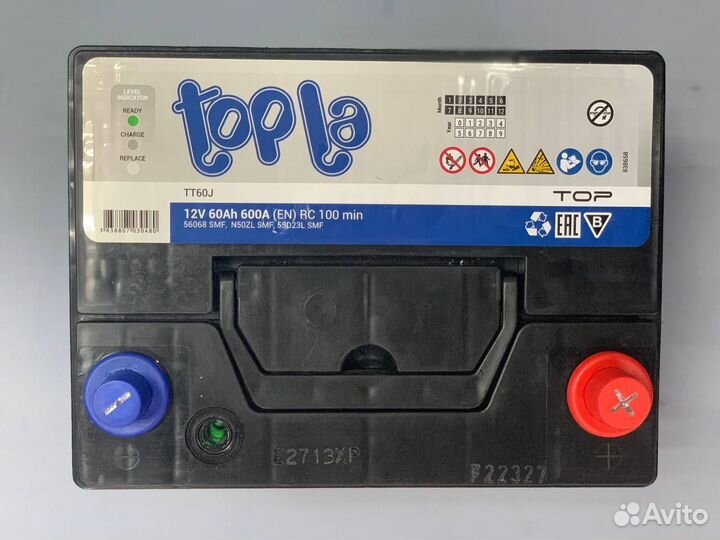 LEVEL
INDICATOR
READY
CHARGE
REPLACE
topla
Month
1 2 3 4 5 6
7 8 9 10 11 12
Year
0 1 2 3 4
5 6 7 8 9
838658
TT60J
TOP
12V 60Ah 600A (EN) RC 100 min
56068 SMF, N50ZL SMF, 55D23L SMF
3838807030480
EAC
B
E2713XP
F22327
Avito